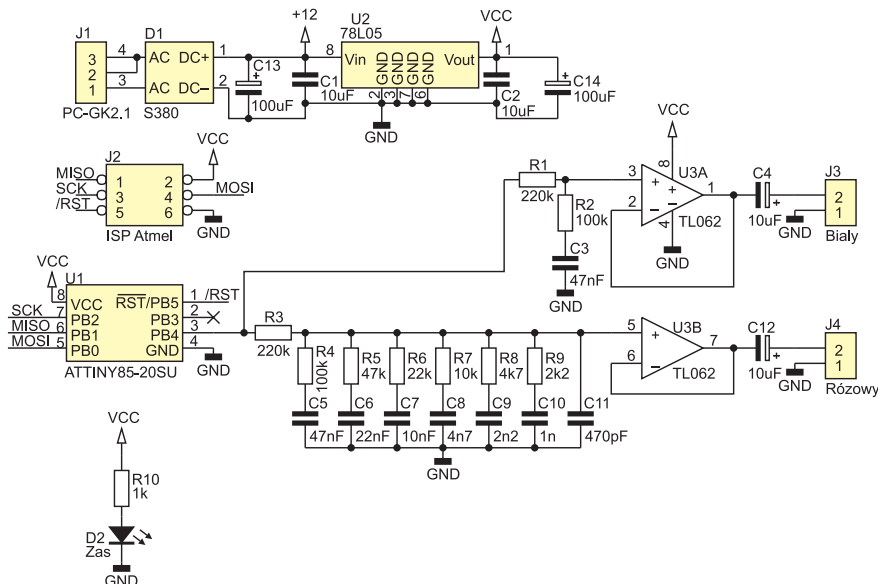 J1
3
2
1
PC-GK2.1
4
3
D1
AC DC+
AC DC–
S380
1
2
C13
+
100uF
+12
C1
10uF
8
U2
78L05
Vin Vout
GND
GND
GND
GND
2
3
7
6
GND
VCC
1
C2
10uF
+
C14
100uF
J2
MISO
SCK
/RST
1 2
3 4
5 6
ISP Atmel
VCC
MOSI
GND
R1
220k
R2
100k
C3
47nF
GND
VCC
8
U3A
3
2
+
–
+
–
1
4
TL062
GND
C4
+
10uF
J3
2
1
GND
Bialy
VCC
U1
8
7
6
5
SCK
MISO
MOSI
VCC
PB2
PB1
PB0
RST/PB5
PB3
PB4
GND
1
2
3
4
/RST
GND
ATTINY85-20SU
R3
220k
R4
100k
R5
47k
R6
22k
R7
10k
R8
4k7
R9
2k2
C5
47nF
C6
22nF
C7
10nF
C8
4n7
C9
2n2
C10
1n
C11
470pF
GND
5
6
+
–
U3B
7
TL062
C12
+
10uF
J4
2
1
GND
Rózowy
VCC
R10
1k
D2
Zas
GND